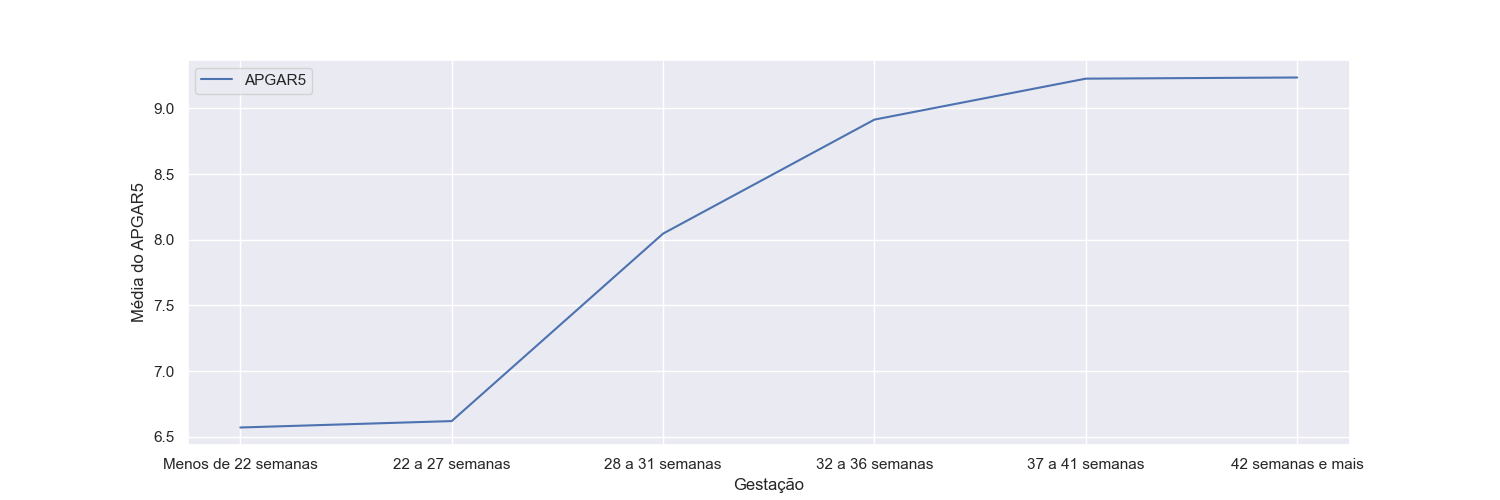 APGAR5
9.0
8.5
8.0
7.5
7.0
6.5
Média do APGAR5
Menos de 22 semanas
22 a 27 semanas
28 a 31 semanas
32 a 36 semanas
37 a 41 semanas
42 semanas e mais
Gestação